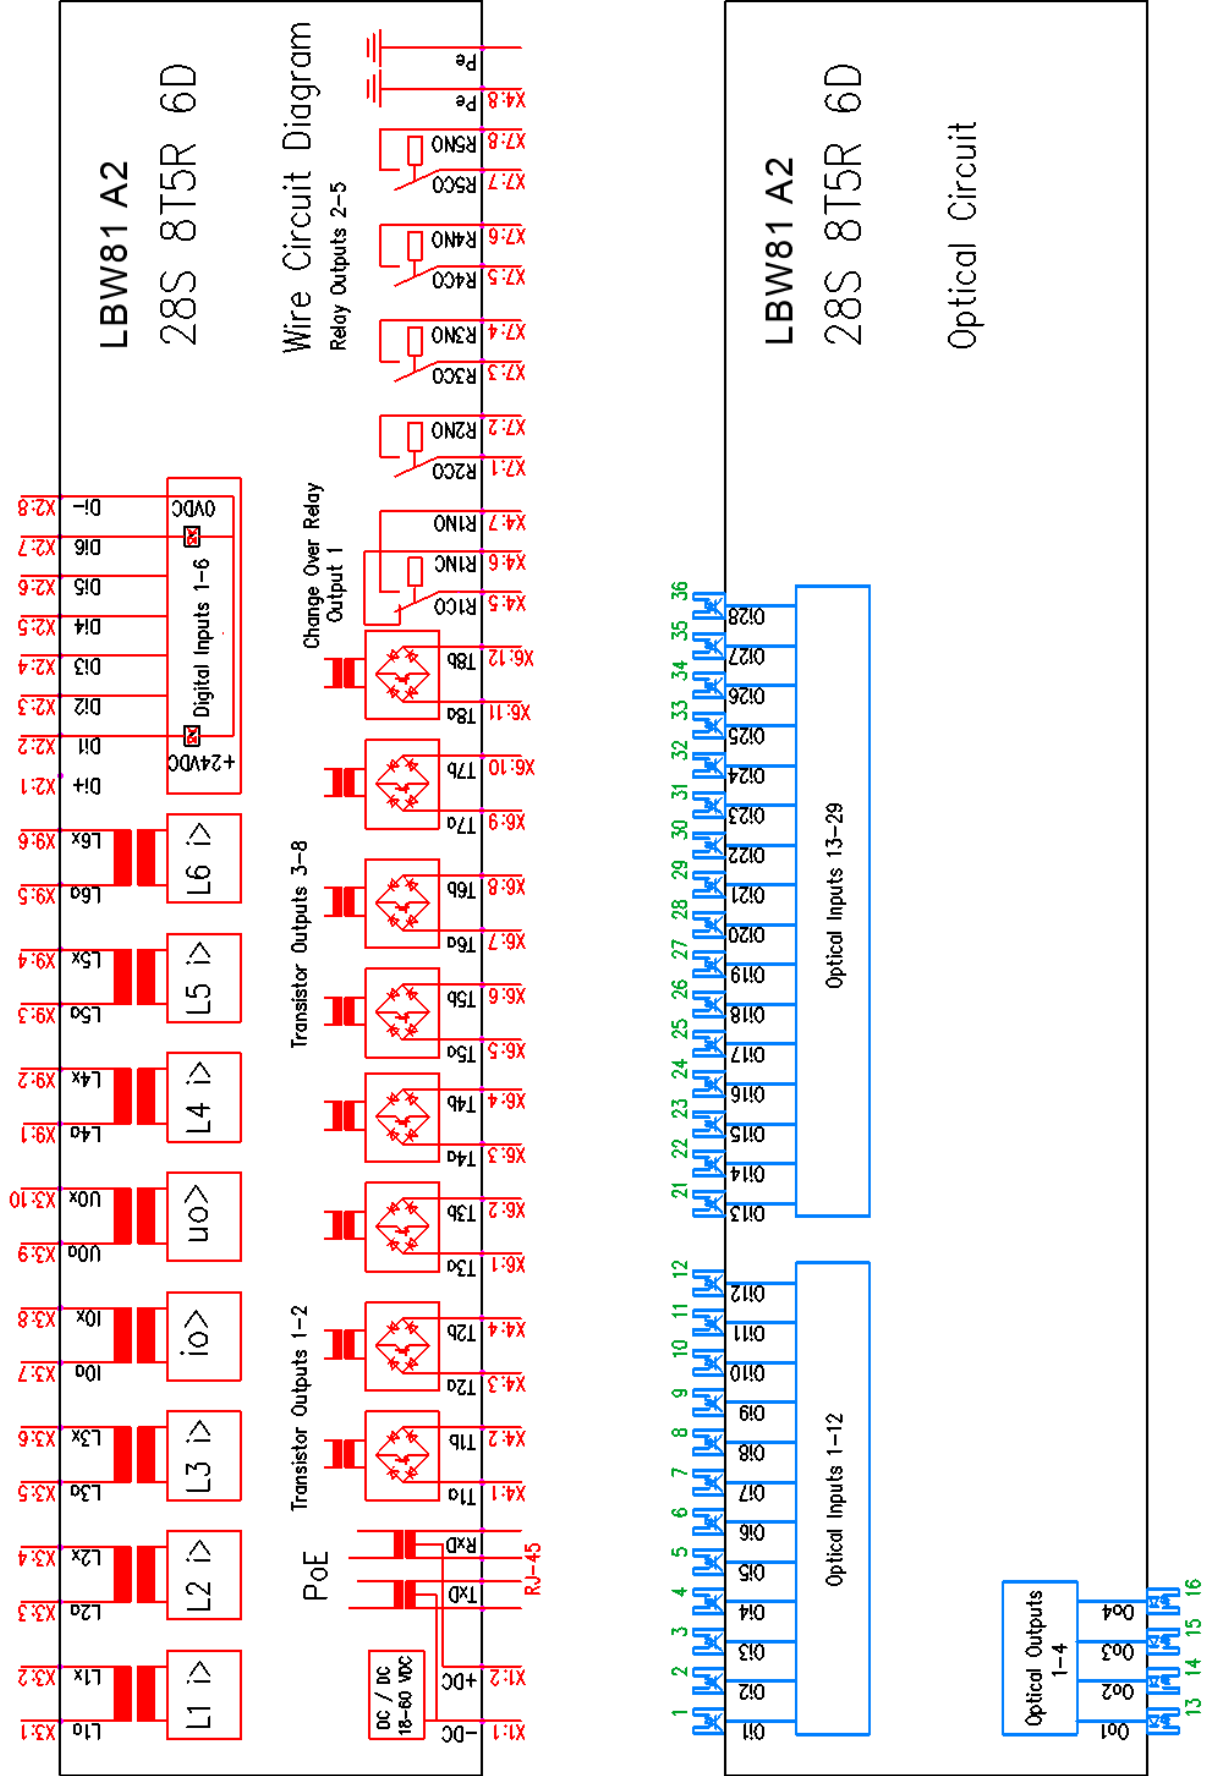 LBW81 A2
28S 8T5R 6D
Wire Circuit Diagram
Relay Outputs 2-5
X3:1
L1a
X3:2
L1x
L1 i>
X3:3
L2a
X3:4
L2x
L2 i>
X3:5
L3a
X3:6
L3x
L3 i>
X3:7
I0a
X3:8
I0x
io>
X3:9
U0a
X3:10
U0x
uo>
X9:1
L4a
X9:2
L4x
L4 i>
X9:3
L5a
X9:4
L5x
L5 i>
X9:5
L6a
X9:6
L6x
L6 i>
X2:1
Di+
X2:2
Di1
X2:3
Di2
X2:4
Di3
X2:5
Di4
X2:6
Di5
X2:7
Di6
X2:8
Di-
+24VDC
Digital Inputs 1-6
0VDC
PoE
Transistor Outputs 1-2
Transistor Outputs 3-8
Change Over Relay
Output 1
DC / DC
18-60 VDC
-DC
X1:1
+DC
X1:2
TxD
RxD
RJ-45
T1a
X4:1
T1b
X4:2
T2a
X4:3
T2b
X4:4
T3a
X6:1
T3b
X6:2
T4a
X6:3
T4b
X6:4
T5a
X6:5
T5b
X6:6
T6a
X6:7
T6b
X6:8
T7a
X6:9
T7b
X6:10
T8a
X6:11
T8b
X6:12
R1CO
X4:5
R1NC
X4:6
R1NO
X4:7
R2CO
X7:1
R2NO
X7:2
R3CO
X7:3
R3NO
X7:4
R4CO
X7:5
R4NO
X7:6
R5CO
X7:7
R5NO
X7:8
Pe
X4:8
Pe
LBW81 A2
28S 8T5R 6D
Optical Circuit
1
Oi1
2
Oi2
3
Oi3
4
Oi4
5
Oi5
6
Oi6
7
Oi7
8
Oi8
9
Oi9
10
Oi10
11
Oi11
12
Oi12
Optical Inputs 1-12
21
Oi13
22
Oi14
23
Oi15
24
Oi16
25
Oi17
26
Oi18
27
Oi19
28
Oi20
29
Oi21
30
Oi22
31
Oi23
32
Oi24
33
Oi25
34
Oi26
35
Oi27
36
Oi28
Optical Inputs 13-29
Optical Outputs
1-4
Oo1
13
Oo2
14
Oo3
15
Oo4
16